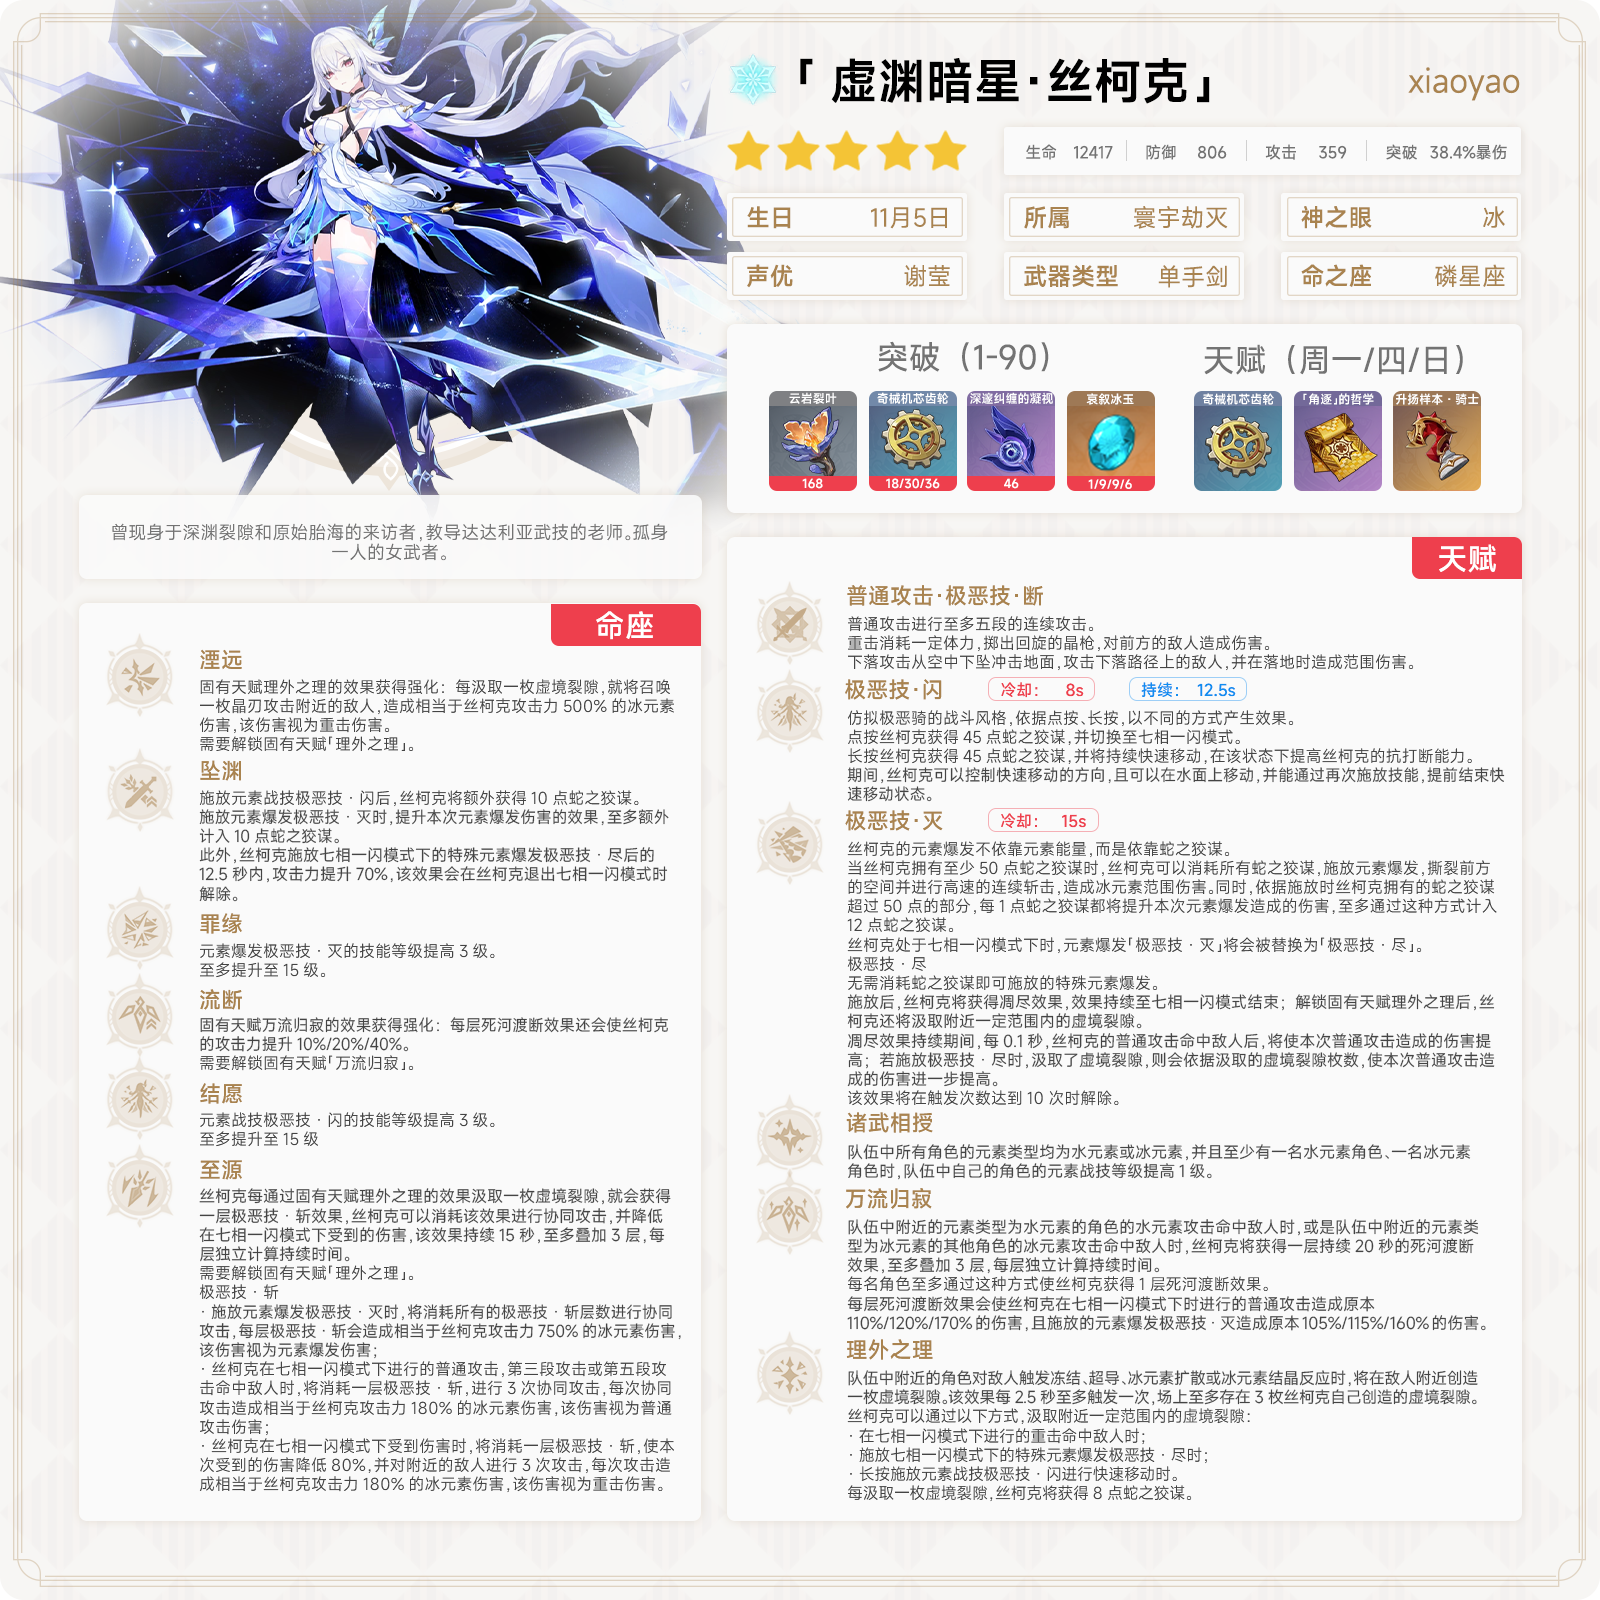 「 虚渊暗星·丝柯克」
xiaoyao
生命 12417 防御 806 攻击 359 突破 38.4%暴伤
生日 11月5日
所属 寰宇劫灭
神之眼 冰
声优 谢莹
武器类型 单手剑
命之座 磷星座
突破（1-90）
云岩裂叶 奇械机芯齿轮 深邃纠缠的凝视 哀叙冰玉
168 18/30/36 46 1/9/9/6
天赋（周一/四/日）
奇械机芯齿轮 「角逐」的哲学 升扬样本·骑士
曾现身于深渊裂隙和原始胎海的来访者,教导达达利亚武技的老师。孤身
一人的女武者。
命座
湮远
固有天赋理外之理的效果获得强化：每汲取一枚虚境裂隙,就将召唤
一枚晶刃攻击附近的敌人,造成相当于丝柯克攻击力 500% 的冰元素
伤害,该伤害视为重击伤害。
需要解锁固有天赋「理外之理」。
坠渊
施放元素战技极恶技 · 闪后,丝柯克将额外获得 10 点蛇之狡谋。
施放元素爆发极恶技 · 灭时,提升本次元素爆发伤害的效果,至多额外
计入 10 点蛇之狡谋。
此外,丝柯克施放七相一闪模式下的特殊元素爆发极恶技 · 尽后的
12.5 秒内,攻击力提升 70%,该效果会在丝柯克退出七相一闪模式时
解除。
罪缘
元素爆发极恶技 · 灭的技能等级提高 3 级。
至多提升至 15 级。
流断
固有天赋万流归寂的效果获得强化：每层死河渡断效果还会使丝柯克
的攻击力提升 10%/20%/40%。
需要解锁固有天赋「万流归寂」。
结愿
元素战技极恶技 · 闪的技能等级提高 3 级。
至多提升至 15 级
至源
丝柯克每通过固有天赋理外之理的效果汲取一枚虚境裂隙,就会获得
一层极恶技 · 斩效果,丝柯克可以消耗该效果进行协同攻击,并降低
在七相一闪模式下受到的伤害,该效果持续 15 秒,至多叠加 3 层,每
层独立计算持续时间。
需要解锁固有天赋「理外之理」。
极恶技 · 斩
· 施放元素爆发极恶技 · 灭时,将消耗所有的极恶技 · 斩层数进行协同
攻击,每层极恶技 · 斩会造成相当于丝柯克攻击力 750% 的冰元素伤害,
该伤害视为元素爆发伤害;
· 丝柯克在七相一闪模式下进行的普通攻击,第三段攻击或第五段攻
击命中敌人时,将消耗一层极恶技 · 斩,进行 3 次协同攻击,每次协同
攻击造成相当于丝柯克攻击力 180% 的冰元素伤害,该伤害视为普通
攻击伤害;
· 丝柯克在七相一闪模式下受到伤害时,将消耗一层极恶技 · 斩,使本
次受到的伤害降低 80%,并对附近的敌人进行 3 次攻击,每次攻击造
成相当于丝柯克攻击力 180% 的冰元素伤害,该伤害视为重击伤害。
天赋
普通攻击·极恶技·断
普通攻击进行至多五段的连续攻击。
重击消耗一定体力,掷出回旋的晶枪,对前方的敌人造成伤害。
下落攻击从空中下坠冲击地面,攻击下落路径上的敌人,并在落地时造成范围伤害。
极恶技·闪 冷却： 8s 持续： 12.5s
仿拟极恶骑的战斗风格,依据点按、长按,以不同的方式产生效果。
点按丝柯克获得 45 点蛇之狡谋,并切换至七相一闪模式。
长按丝柯克获得 45 点蛇之狡谋,并将持续快速移动,在该状态下提高丝柯克的抗打断能力。
期间,丝柯克可以控制快速移动的方向,且可以在水面上移动,并能通过再次施放技能,提前结束快
速移动状态。
极恶技·灭 冷却： 15s
丝柯克的元素爆发不依靠元素能量,而是依靠蛇之狡谋。
当丝柯克拥有至少 50 点蛇之狡谋时,丝柯克可以消耗所有蛇之狡谋,施放元素爆发,撕裂前方
的空间并进行高速的连续斩击,造成冰元素范围伤害。同时,依据施放时丝柯克拥有的蛇之狡谋
超过 50 点的部分,每 1 点蛇之狡谋都将提升本次元素爆发造成的伤害,至多通过这种方式计入
12 点蛇之狡谋。
丝柯克处于七相一闪模式下时,元素爆发「极恶技 · 灭」将会被替换为「极恶技 · 尽」。
极恶技 · 尽
无需消耗蛇之狡谋即可施放的特殊元素爆发。
施放后,丝柯克将获得凋尽效果,效果持续至七相一闪模式结束；解锁固有天赋理外之理后,丝
柯克还将汲取附近一定范围内的虚境裂隙。
凋尽效果持续期间,每 0.1 秒,丝柯克的普通攻击命中敌人后,将使本次普通攻击造成的伤害提
高；若施放极恶技 · 尽时,汲取了虚境裂隙,则会依据汲取的虚境裂隙枚数,使本次普通攻击造
成的伤害进一步提高。
该效果将在触发次数达到 10 次时解除。
诸武相授
队伍中所有角色的元素类型均为水元素或冰元素,并且至少有一名水元素角色、一名冰元素
角色时,队伍中自己的角色的元素战技等级提高 1 级。
万流归寂
队伍中附近的元素类型为水元素的角色的水元素攻击命中敌人时,或是队伍中附近的元素类
型为冰元素的其他角色的冰元素攻击命中敌人时,丝柯克将获得一层持续 20 秒的死河渡断
效果,至多叠加 3 层,每层独立计算持续时间。
每名角色至多通过这种方式使丝柯克获得 1 层死河渡断效果。
每层死河渡断效果会使丝柯克在七相一闪模式下时进行的普通攻击造成原本
110%/120%/170% 的伤害,且施放的元素爆发极恶技 · 灭造成原本 105%/115%/160% 的伤害。
理外之理
队伍中附近的角色对敌人触发冻结、超导、冰元素扩散或冰元素结晶反应时,将在敌人附近创造
一枚虚境裂隙。该效果每 2.5 秒至多触发一次,场上至多存在 3 枚丝柯克自己创造的虚境裂隙。
丝柯克可以通过以下方式,汲取附近一定范围内的虚境裂隙：
· 在七相一闪模式下进行的重击命中敌人时;
· 施放七相一闪模式下的特殊元素爆发极恶技 · 尽时;
· 长按施放元素战技极恶技 · 闪进行快速移动时。
每汲取一枚虚境裂隙,丝柯克将获得 8 点蛇之狡谋。